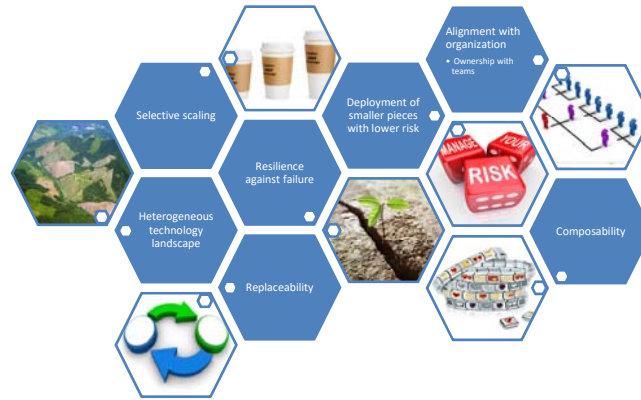 Alignment with
organization
• Ownership with
teams
Selective scaling
Deployment of
smaller pieces
with lower risk
Resilience
against failure
MANAGE
YOUR
RISK
Heterogeneous
technology
landscape
Composability
Replaceability